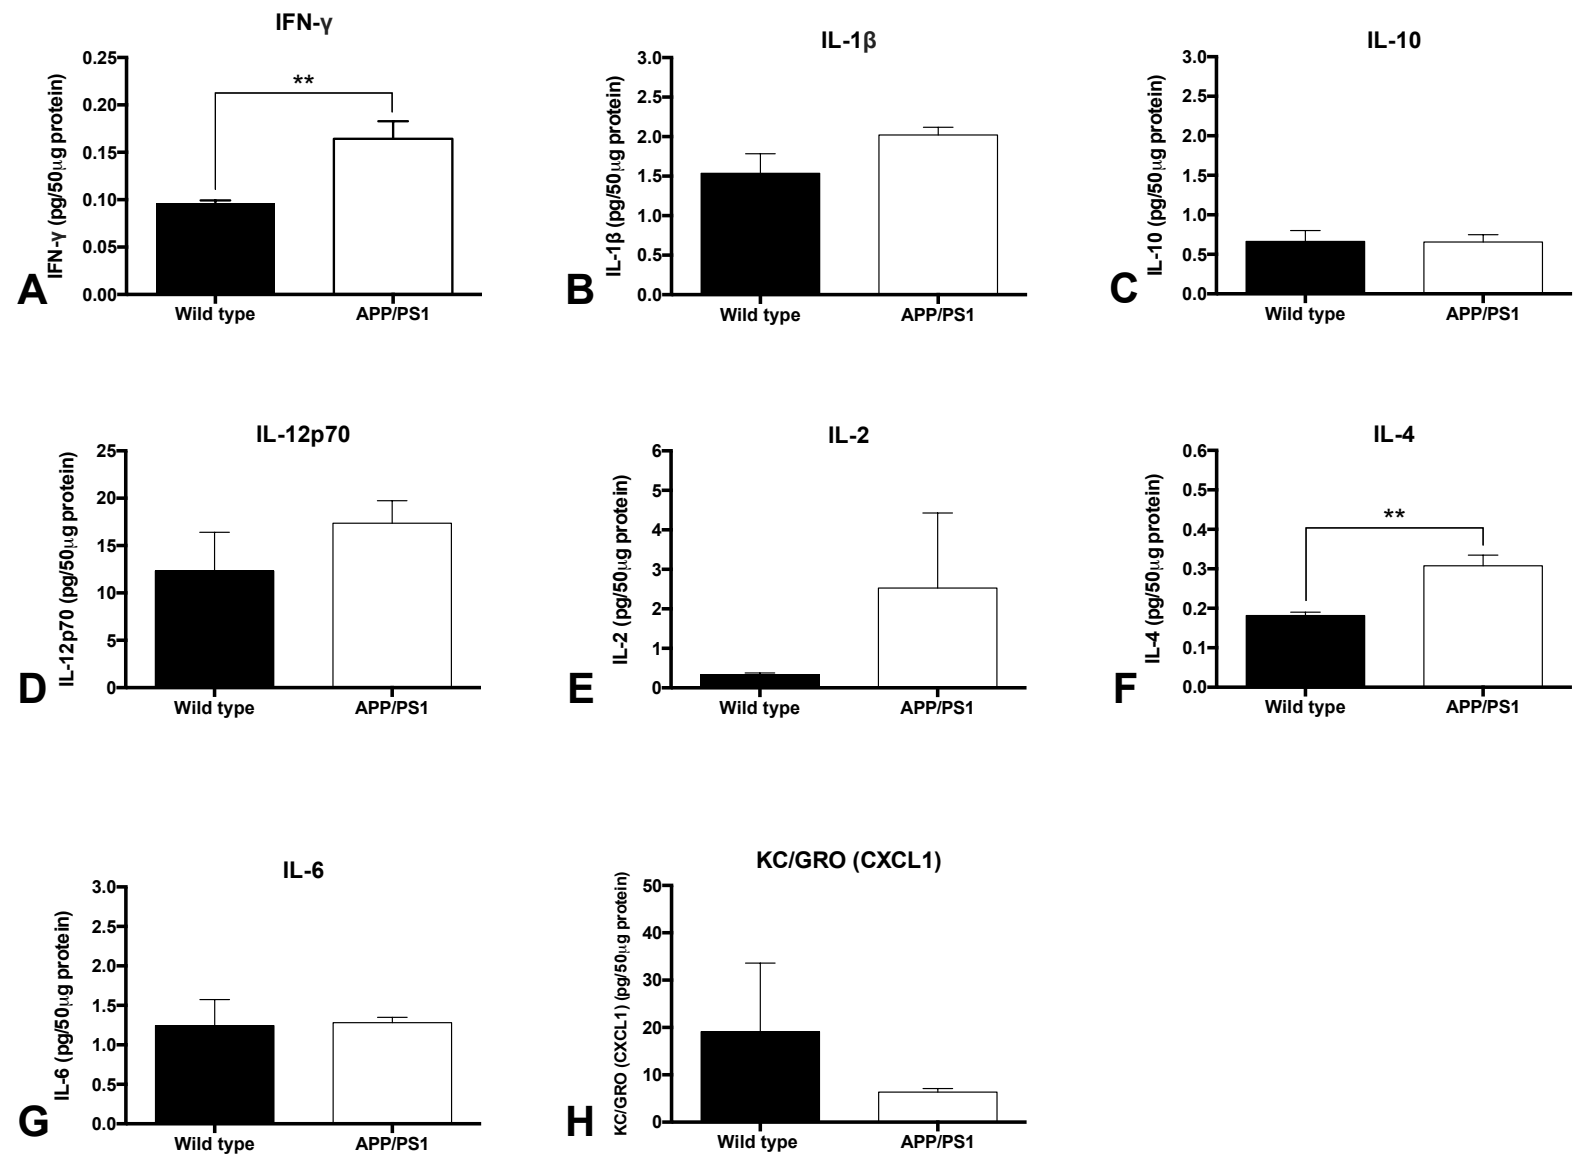 IFN-γ
IFN-γ (pg/50μg protein)
0.25
0.20
0.15
0.10
0.05
0.00
**
Wild type
APP/PS1
A
IL-1β
IL-1β (pg/50μg protein)
3.0
2.5
2.0
1.5
1.0
0.5
0.0
Wild type
APP/PS1
B
IL-10
IL-10 (pg/50μg protein)
3.0
2.5
2.0
1.5
1.0
0.5
0.0
Wild type
APP/PS1
C
IL-12p70
IL-12p70 (pg/50μg protein)
25
20
15
10
5
0
Wild type
APP/PS1
D
IL-2
IL-2 (pg/50μg protein)
6
5
4
3
2
1
0
Wild type
APP/PS1
E
IL-4
IL-4 (pg/50μg protein)
0.6
0.5
0.4
0.3
0.2
0.1
0.0
**
Wild type
APP/PS1
F
IL-6
IL-6 (pg/50μg protein)
3.0
2.5
2.0
1.5
1.0
0.5
0.0
Wild type
APP/PS1
G
KC/GRO (CXCL1)
KC/GRO (CXCL1) (pg/50μg protein)
50
40
30
20
10
0
Wild type
APP/PS1
H